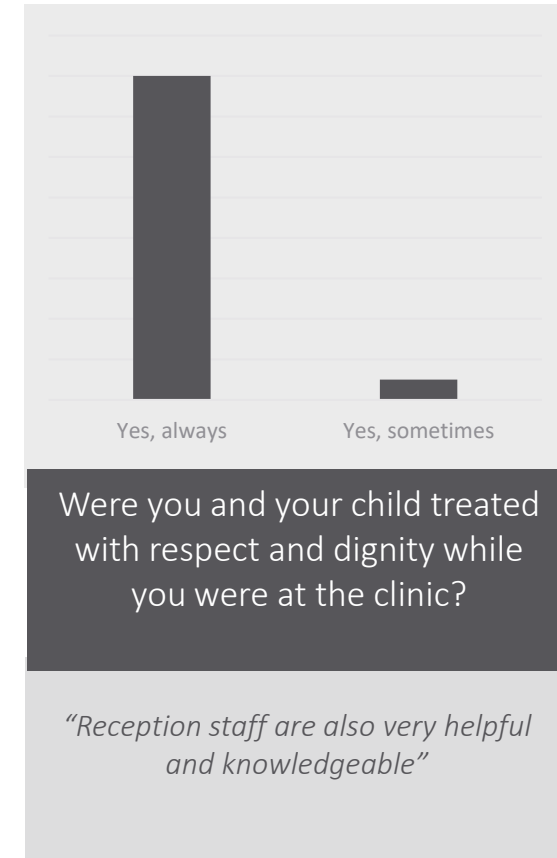 Yes, always
Yes, sometimes
Were you and your child treated
with respect and dignity while
you were at the clinic?
“Reception staff are also very helpful
and knowledgeable”